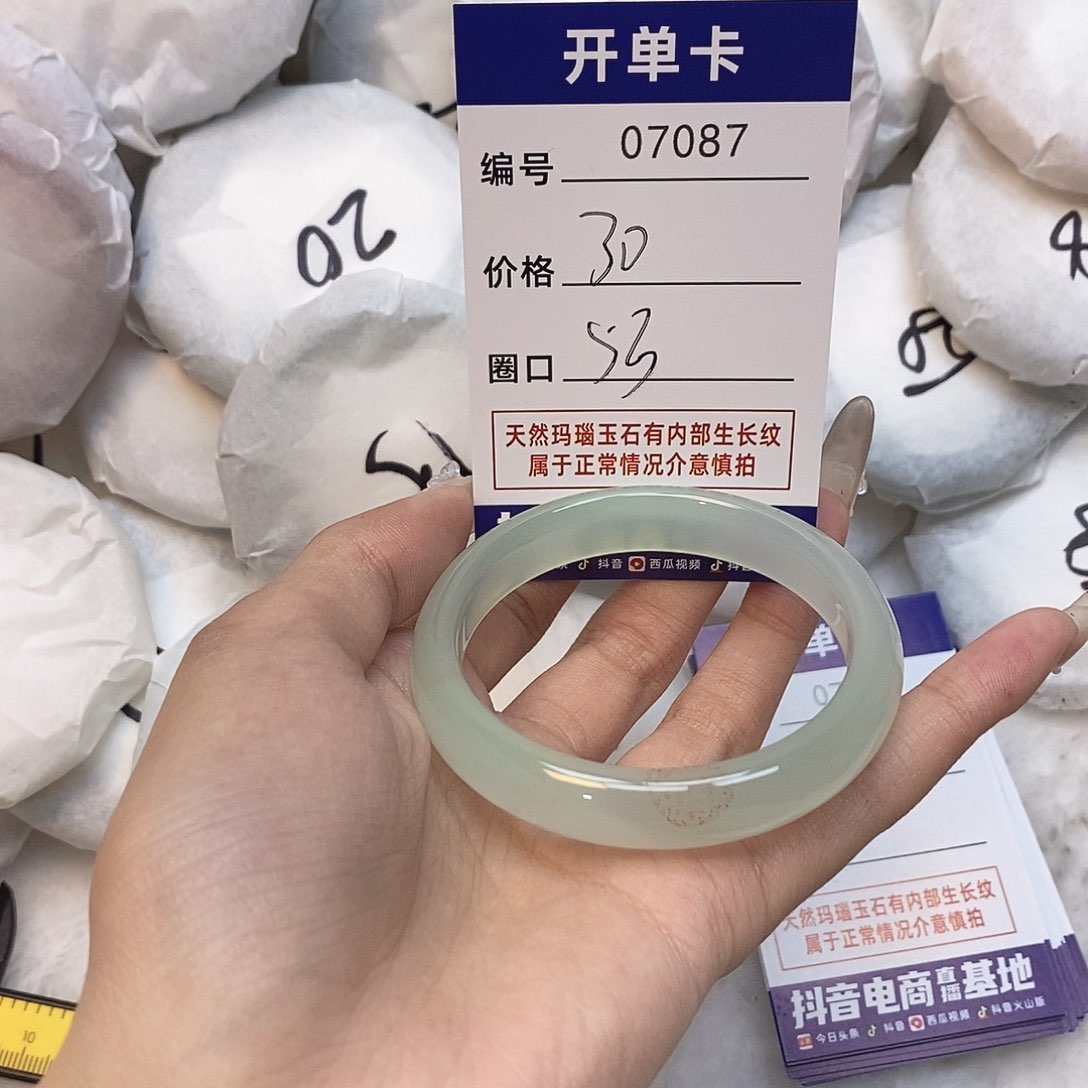 开单卡
编号 07087
价格 30
圈口 53
天然玛瑙玉石有内部生长纹
属于正常情况介意慎拍
抖音 西瓜视频 抖音
20
单
07
天然玛瑙玉石有内部生长纹
属于正常情况介意慎拍
抖音电商直播基地
今日头条 抖音 西瓜视频 抖音火山版
10